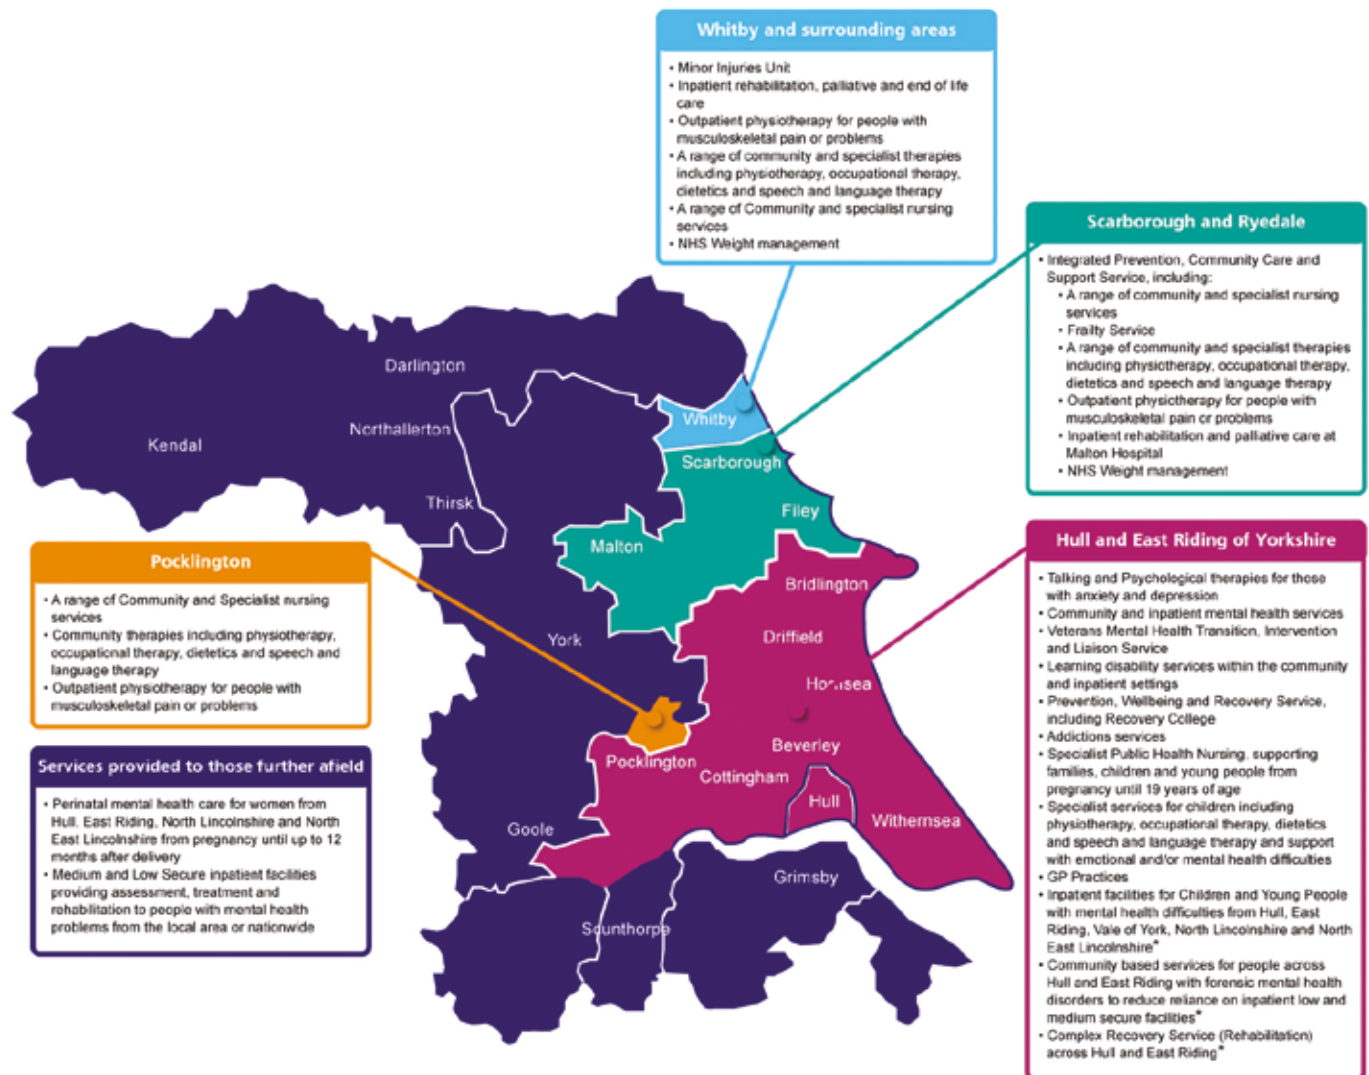 Whitby and surrounding areas
• Minor Injuries Unit
• Inpatient rehabilitation, palliative and end of life
care
• Outpatient physiotherapy for people with
musculoskeletal pain or problems
• A range of community and specialist therapies
including physiotherapy, occupational therapy,
dietetics and speech and language therapy
• A range of Community and specialist nursing
services
• NHS Weight management
Scarborough and Ryedale
• Integrated Prevention, Community Care and
Support Service, including:
• A range of community and specialist nursing
services
• Frailty Service
• A range of community and specialist therapies
including physiotherapy, occupational therapy,
dietetics and speech and language therapy
• Outpatient physiotherapy for people with
musculoskeletal pain or problems
• Inpatient rehabilitation and palliative care at
Malton Hospital
• NHS Weight management
Darlington
Kendal
Northallerton
Thirsk
Whitby
Scarborough
Filey
Malton
Bridlington
York
Driffield
Hornsea
Pocklington
Beverley
Cottingham
Hull
Withernsea
Goole
Grimsby
Scunthorpe
Pocklington
• A range of Community and Specialist nursing
services
• Community therapies including physiotherapy,
occupational therapy, dietetics and speech and
language therapy
• Outpatient physiotherapy for people with
musculoskeletal pain or problems
Services provided to those further afield
• Perinatal mental health care for women from
Hull, East Riding, North Lincolnshire and North
East Lincolnshire from pregnancy until up to 12
months after delivery
• Medium and Low Secure inpatient facilities
providing assessment, treatment and
rehabilitation to people with mental health
problems from the local area or nationwide
Hull and East Riding of Yorkshire
• Talking and Psychological therapies for those
with anxiety and depression
• Community and inpatient mental health services
• Veterans Mental Health Transition, Intervention
and Liaison Service
• Learning disability services within the community
and inpatient settings
• Prevention, Wellbeing and Recovery Service,
including Recovery College
• Addictions services
• Specialist Public Health Nursing, supporting
families, children and young people from
pregnancy until 19 years of age
• Specialist services for children including
physiotherapy, occupational therapy, dietetics
and speech and language therapy and support
with emotional and/or mental health difficulties
• GP Practices
• Inpatient facilities for Children and Young People
with mental health difficulties from Hull, East
Riding, Vale of York, North Lincolnshire and North
East Lincolnshire*
• Community based services for people across
Hull and East Riding with forensic mental health
disorders to reduce reliance on inpatient low and
medium secure facilities*
• Complex Recovery Service (Rehabilitation)
across Hull and East Riding*